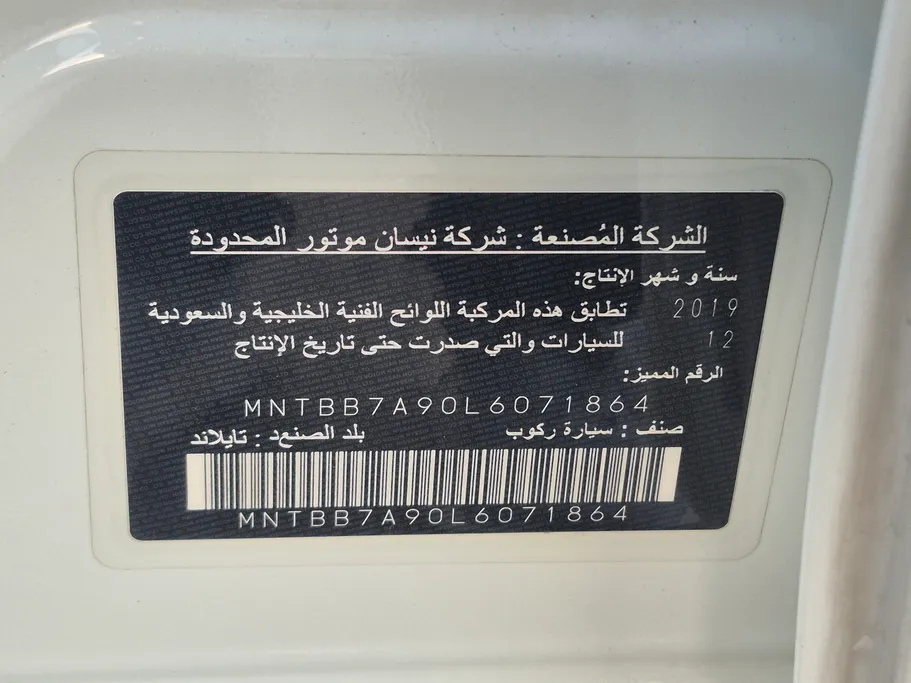 الشركة المُصنعة : شركة نيسان موتور المحدودة
سنة و شهر الإنتاج:
2019 تطابق هذه المركبة اللوائح الفنية الخليجية والسعودية
12 للسيارات والتي صدرت حتى تاريخ الإنتاج
الرقم المميز:
MNTBB7A90L6071864
صنف : سيارة ركوب بلد الصنع : تايلاند
MNTBB7A90L6071864